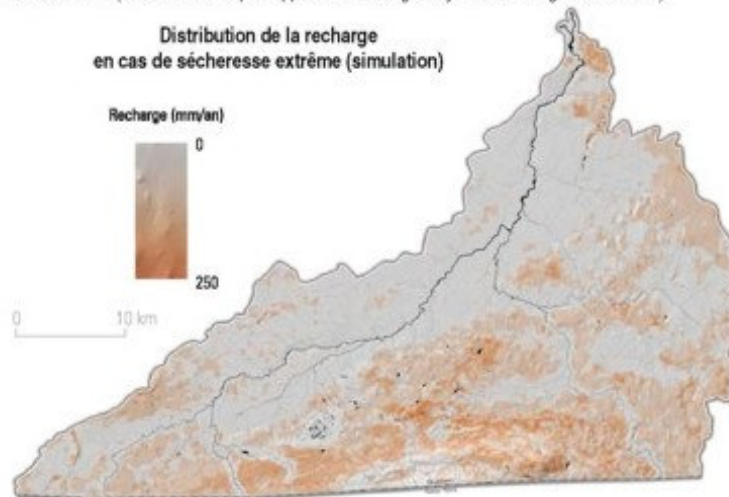 Distribution de la recharge
en cas de sécheresse extrême (simulation)
Recharge (mm/an)
0
250
0 10 km